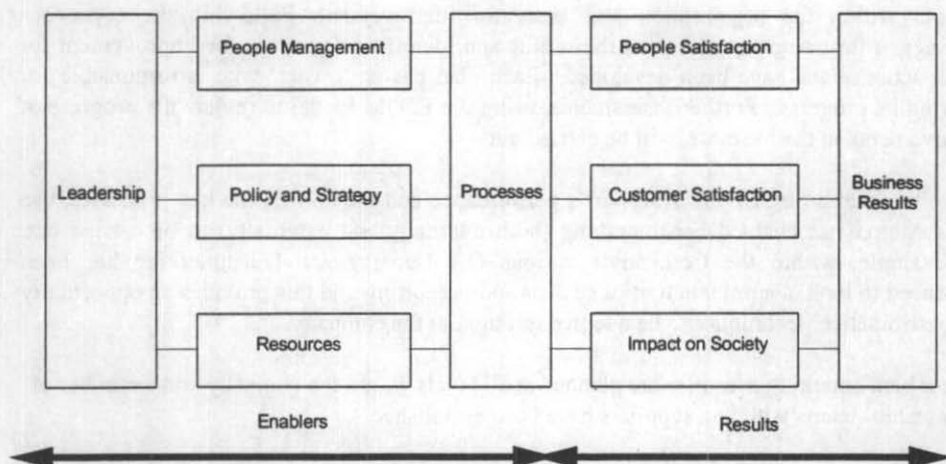 People Management
People Satisfaction
Leadership
Policy and Strategy
Processes
Customer Satisfaction
Business
Results
Resources
Impact on Society
Enablers
Results